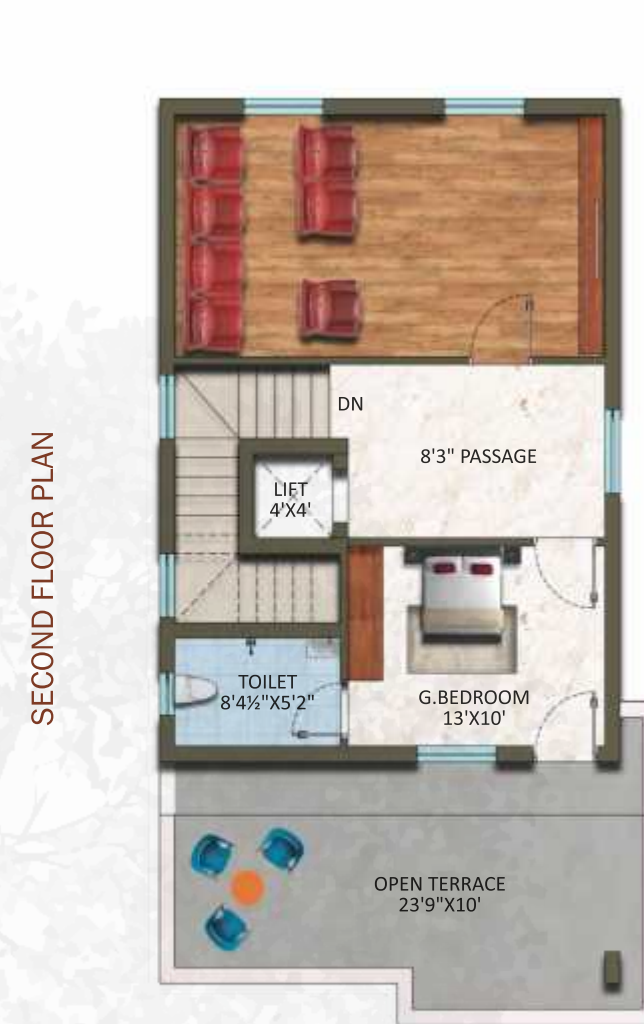 SECOND FLOOR PLAN
DN
8'3" PASSAGE
LIFT
4'X4'
TOILET
8'4½"X5'2"
G.BEDROOM
13'X10'
OPEN TERRACE
23'9"X10'